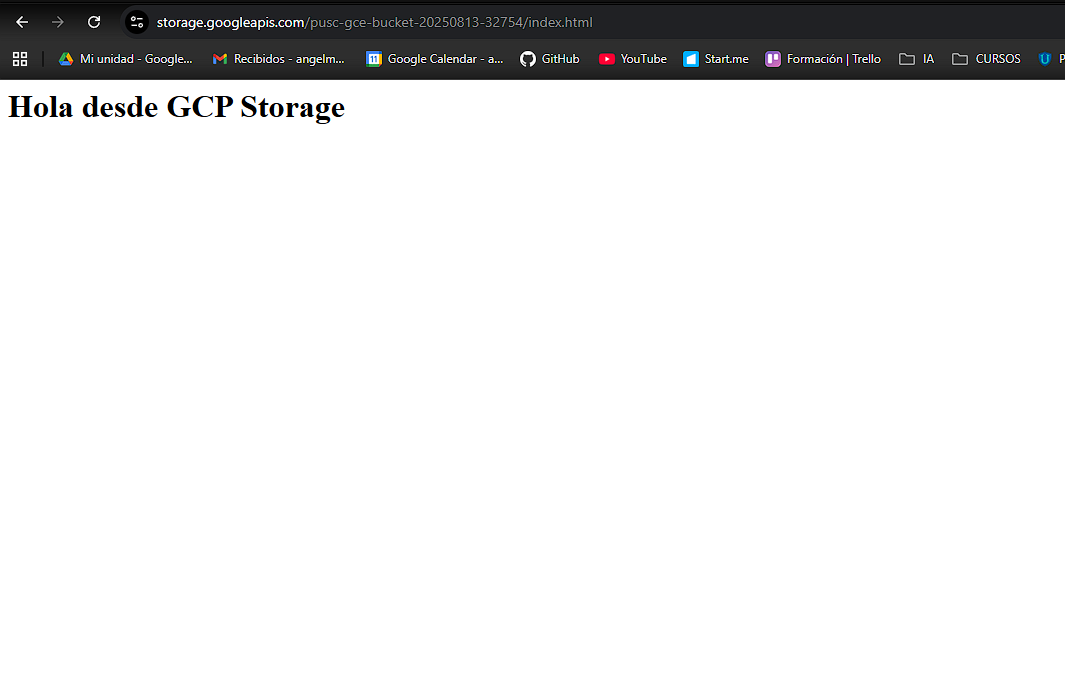 storage.googleapis.com/pusc-gce-bucket-20250813-32754/index.html
Mi unidad - Google... Recibidos - angelm... 11 Google Calendar - a... GitHub YouTube Start.me Formación | Trello IA CURSOS P
Hola desde GCP Storage